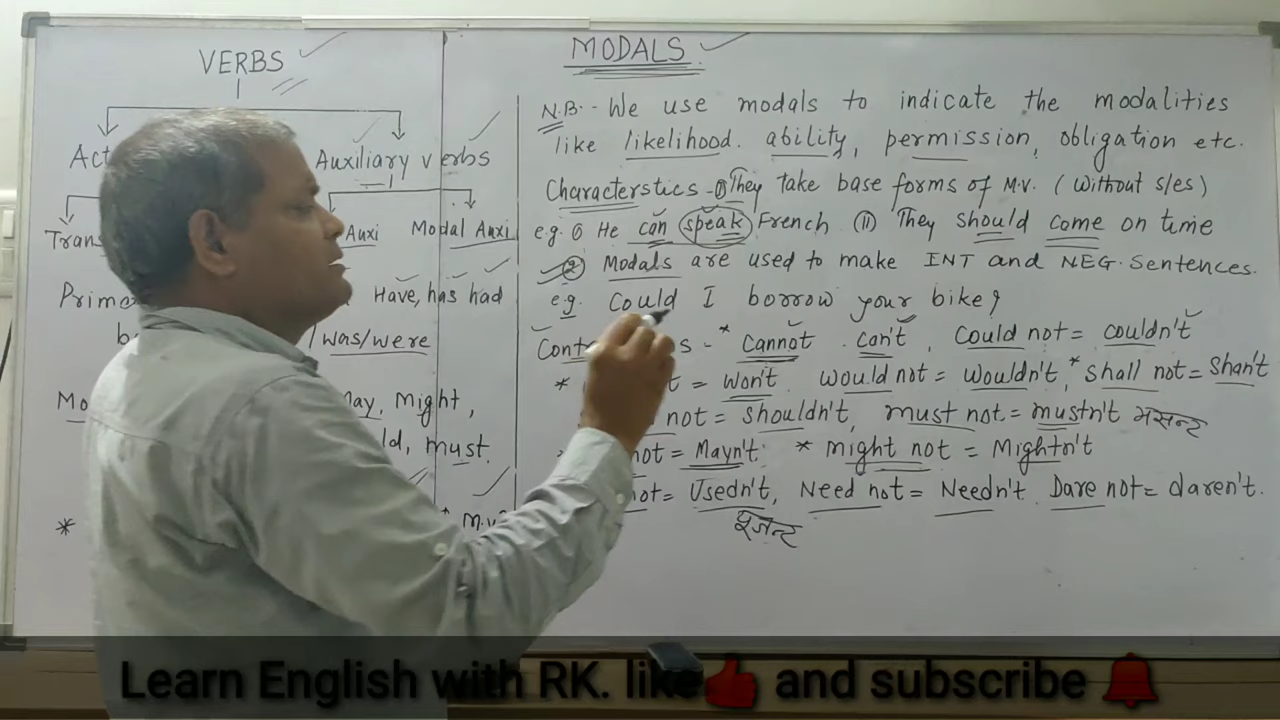 VERBS
Act
Auxiliary verbs
Trans
Auxi Modal Auxi
Prim
Have, has had
b
/was/were
Mo
May, Might,
ld, must.
* M.V
MODALS
N.B.- We use modals to indicate the modalities
like likelihood. ability, permission, obligation etc.
Characterstics - (i) They take base forms of M.V. (Without s/es)
e.g. (i) He can speak French (ii) They should come on time
(2) Modals are used to make INT and NEG. Sentences.
e.g. Could I borrow your bike?
Cont s - * Cannot . can't, Could not = couldn't
* t = Won't. would not = Wouldn't, * Shall not = Shan't
not = shouldn't, must not = mustn't मसन्ट
not = Mayn't. * might not = Mightn't
not = Usedn't, Need not = Needn't. Dare not = daren't.
Learn English with RK. like👍 and subscribe 🔔